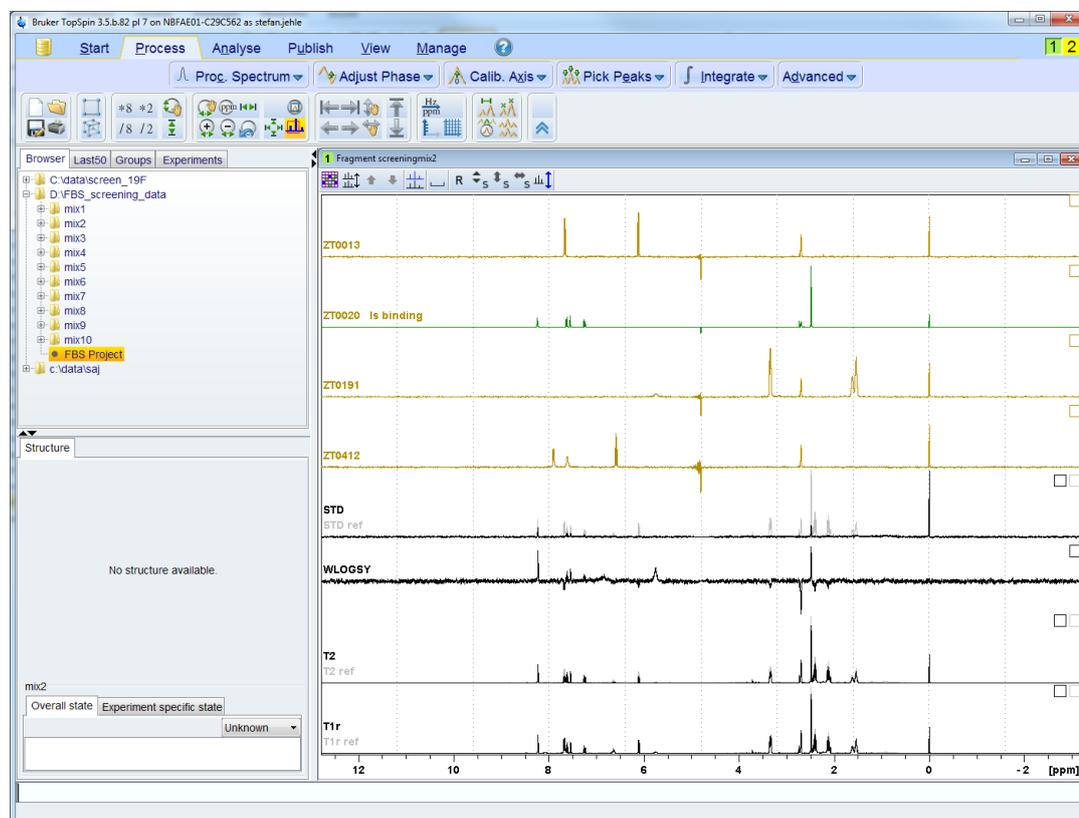 Bruker TopSpin 3.5.b.82 pl 7 on NBFAE01-C29C562 as stefan.jehle
Start Process Analyse Publish View Manage ?
1 2
Proc. Spectrum Adjust Phase Calib. Axis Pick Peaks Integrate Advanced
*8 *2 ppm
/8 /2
Hz
ppm
Browser Last50 Groups Experiments
C:\data\screen_19F
D:\FBS_screening_data
mix1
mix2
mix3
mix4
mix5
mix6
mix7
mix8
mix9
mix10
FBS Project
c:\data\saj
Structure
No structure available.
mix2
Overall state Experiment specific state
Unknown
1 Fragment screeningmix2
R S S S
ZT0013
ZT0020 Is binding
ZT0191
ZT0412
STD
STD ref
WLOGSY
T2
T2 ref
T1r
T1r ref
12 10 8 6 4 2 0 -2 [ppm]